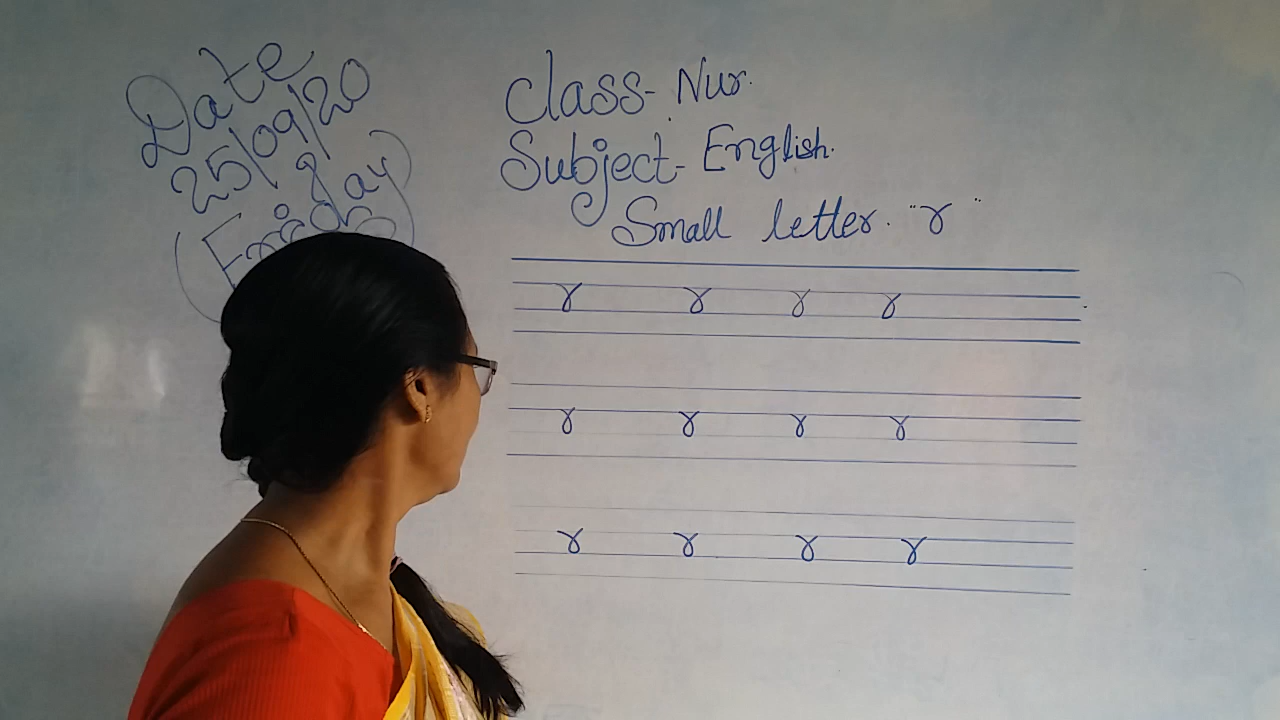 Date
25/09/20
(Friday)
Class- Nur.
Subject- English.
Small letter. "r"
r r r r
r r r r
r r r r